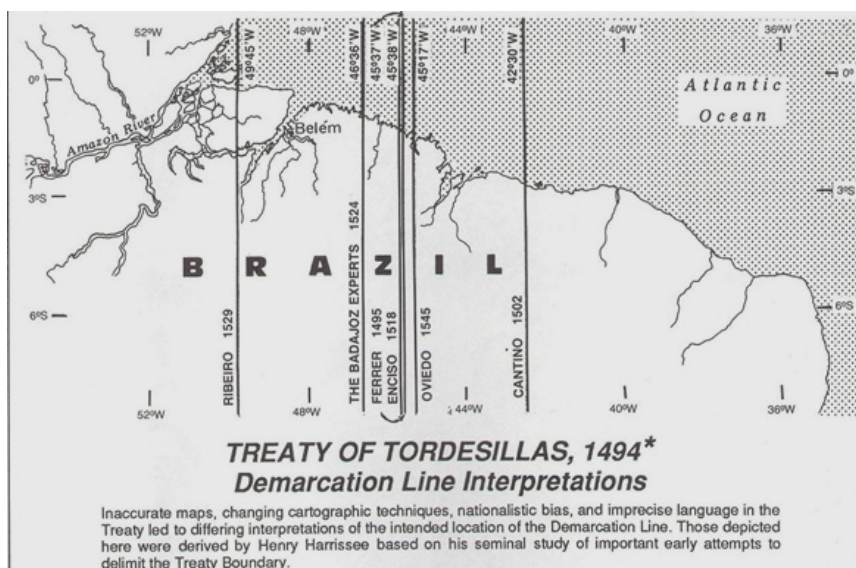 52ºW
48ºW
44ºW
40ºW
36ºW
49º45'W
46º36'W
45º37'W
45º38'W
45º17'W
42º30'W
0º
0º
Atlantic
Ocean
Amazon River
Belém
3ºS
3ºS
BRAZIL
6ºS
6ºS
RIBEIRO 1529
THE BADAJOZ EXPERTS 1524
FERRER 1495
ENCISO 1518
OVIEDO 1545
CANTINO 1502
52ºW
48ºW
44ºW
40ºW
36ºW
TREATY OF TORDESILLAS, 1494*
Demarcation Line Interpretations
Inaccurate maps, changing cartographic techniques, nationalistic bias, and imprecise language in the
Treaty led to differing interpretations of the intended location of the Demarcation Line. Those depicted
here were derived by Henry Harrissee based on his seminal study of important early attempts to
delimit the Treaty Boundary.